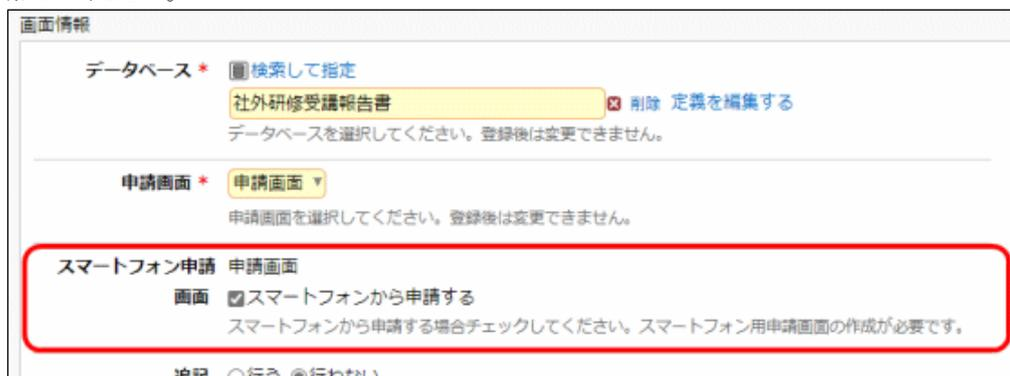 画面情報
データベース * 検索して指定
社外研修受講報告書 削除 定義を編集する
データベースを選択してください。登録後は変更できません。
申請画面 * 申請画面
申請画面を選択してください。登録後は変更できません。
スマートフォン申請 申請画面
画面 スマートフォンから申請する
スマートフォンから申請する場合チェックしてください。スマートフォン用申請画面の作成が必要です。
追記 行う 行わない